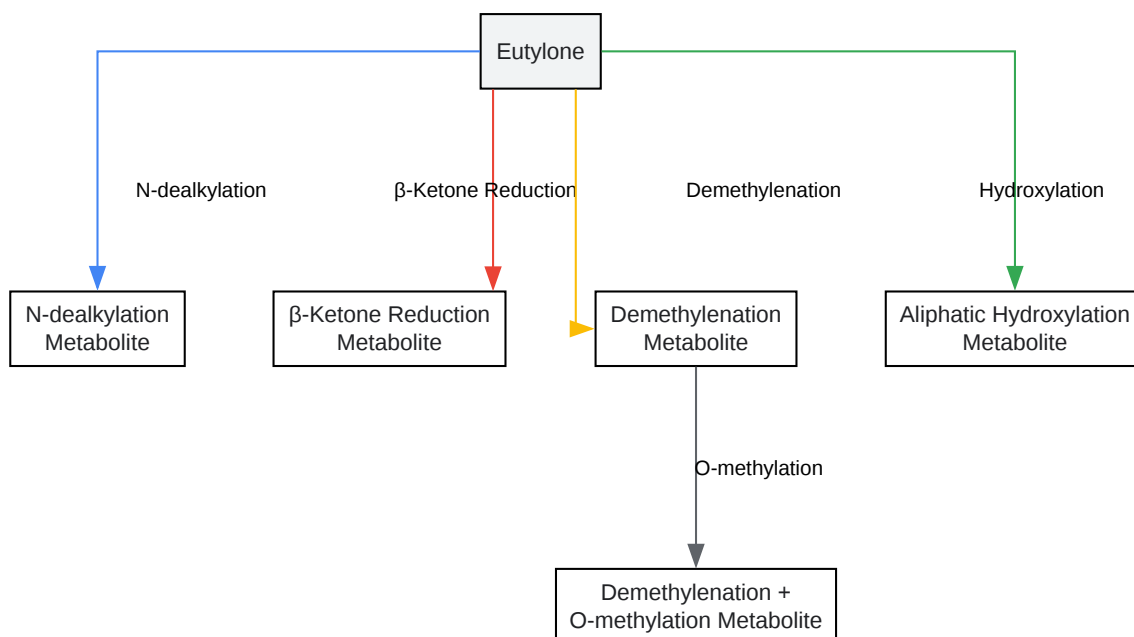 Eutylone
N-dealkylation
β-Ketone Reduction
Demethylenation
Hydroxylation
N-dealkylation
Metabolite
β-Ketone Reduction
Metabolite
Demethylenation
Metabolite
Aliphatic Hydroxylation
Metabolite
O-methylation
Demethylenation +
O-methylation Metabolite